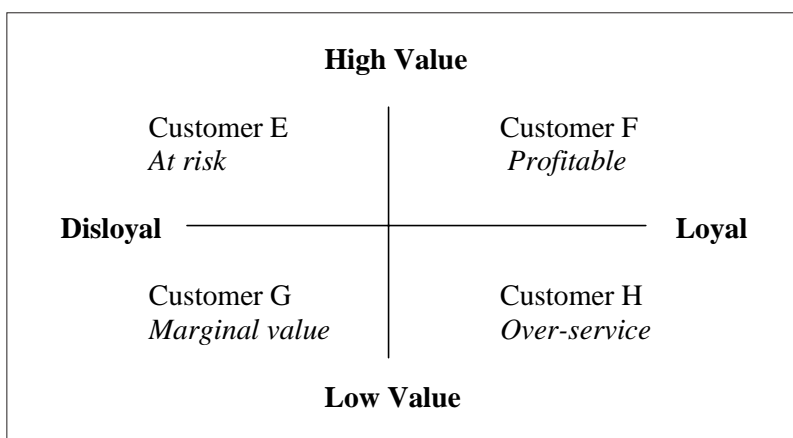 High Value
Customer E
At risk
Customer F
Profitable
Disloyal
Loyal
Customer G
Marginal value
Customer H
Over-service
Low Value